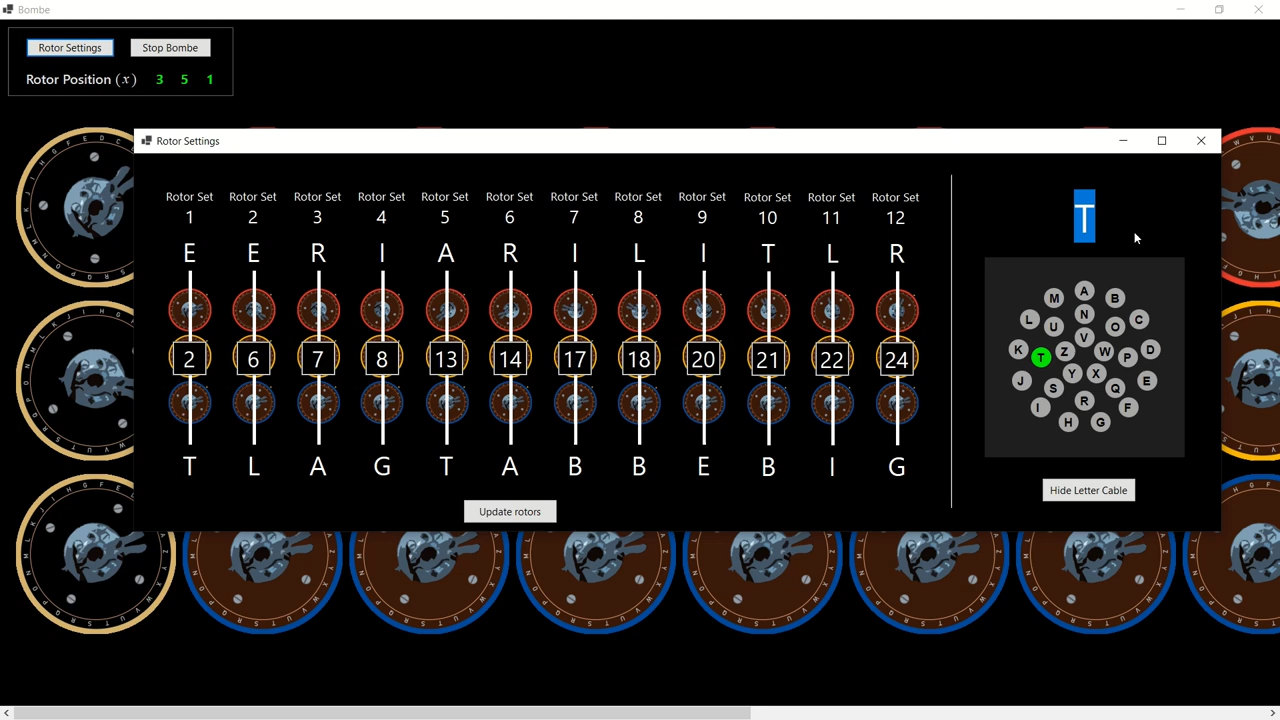 Bombe
Rotor Settings Stop Bombe
Rotor Position (x) 3 5 1
Rotor Settings
Rotor Set Rotor Set Rotor Set Rotor Set Rotor Set Rotor Set Rotor Set Rotor Set Rotor Set Rotor Set Rotor Set Rotor Set
1 2 3 4 5 6 7 8 9 10 11 12
E E R I A R I L I T L R
2 6 7 8 13 14 17 18 20 21 22 24
T L A G T A B B E B I G
Update rotors
T
A
M B
N
L U O C
V
K T Z W P D
Y X
J S Q E
R
I F
H G
Hide Letter Cable